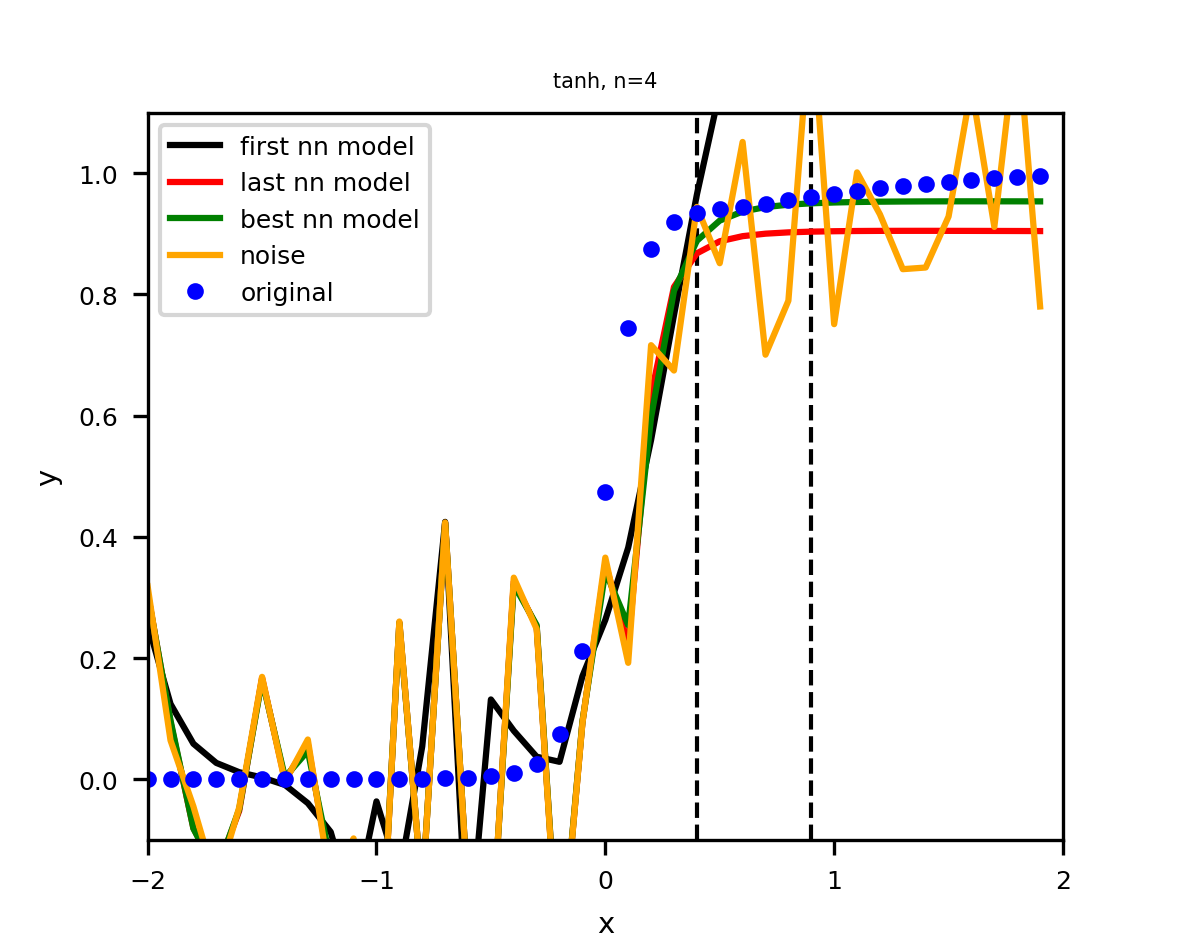 tanh, n=4
first nn model
last nn model
best nn model
noise
original
1.0
0.8
0.6
0.4
0.2
0.0
y
−2
−1
0
1
2
x